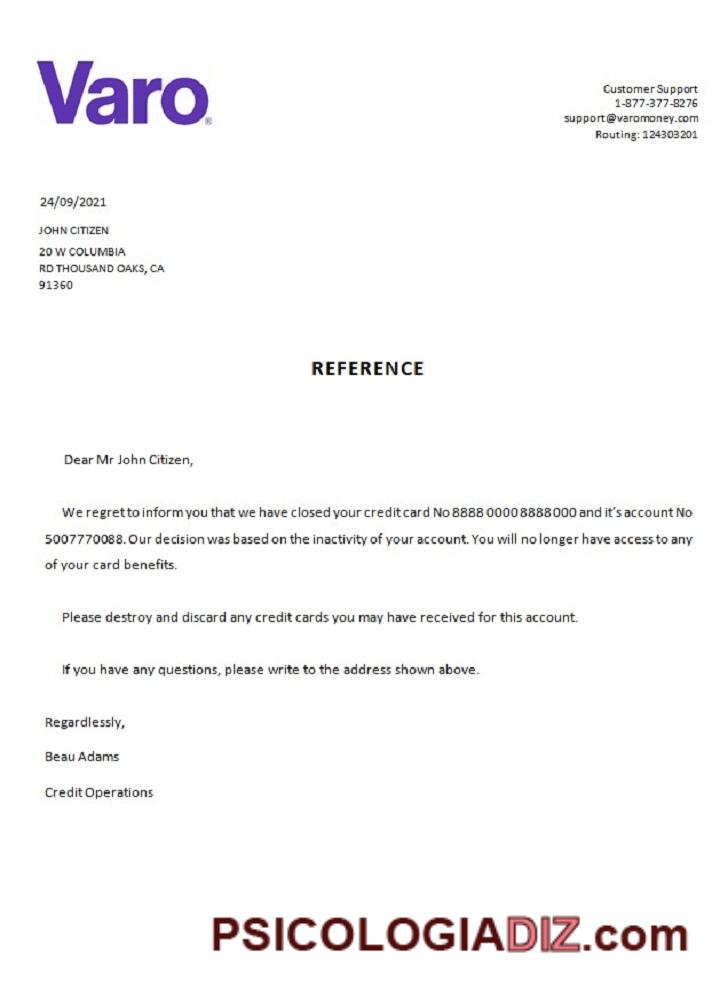 Varo®
Customer Support
1-877-377-8276
support@varomoney.com
Routing: 124303201
24/09/2021
JOHN CITIZEN
20 W COLUMBIA
RD THOUSAND OAKS, CA
91360
REFERENCE
Dear Mr John Citizen,
We regret to inform you that we have closed your credit card No 8888 0000 8888 000 and it's account No
5007770088. Our decision was based on the inactivity of your account. You will no longer have access to any
of your card benefits.
Please destroy and discard any credit cards you may have received for this account.
If you have any questions, please write to the address shown above.
Regardlessly,
Beau Adams
Credit Operations
PSICOLOGIADIZ.com